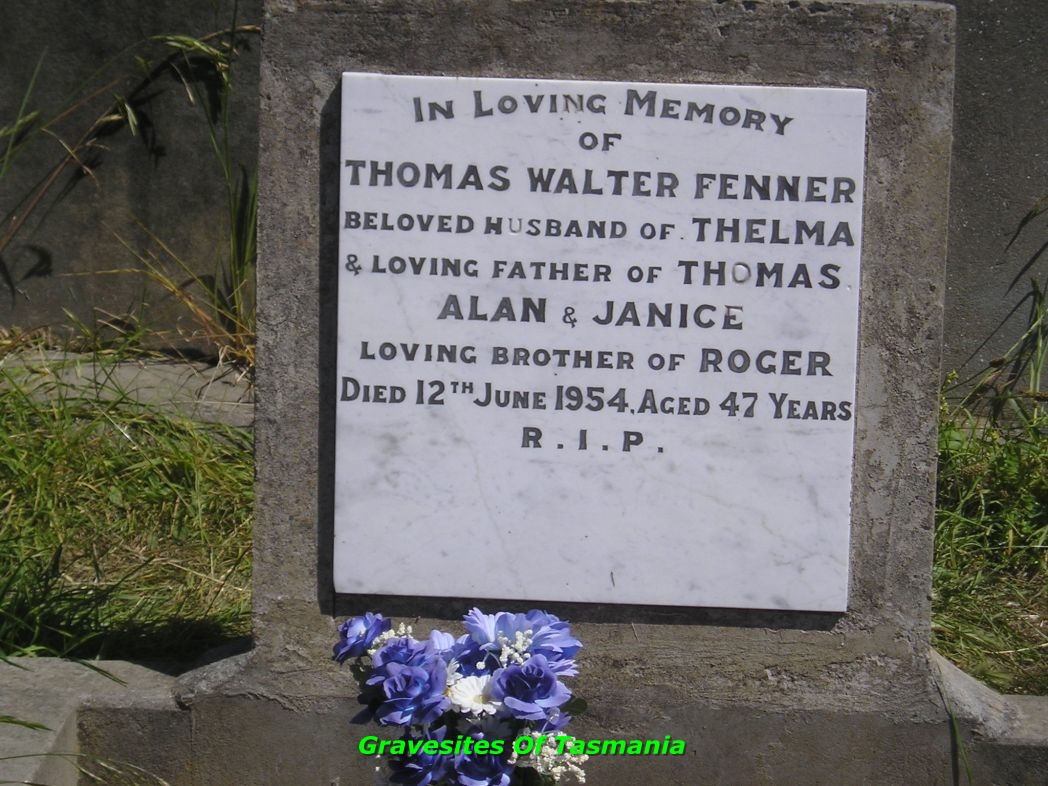 In Loving Memory
OF
THOMAS WALTER FENNER
BELOVED HUSBAND OF THELMA
& LOVING FATHER OF THOMAS
ALAN & JANICE
LOVING BROTHER OF ROGER
DIED 12TH JUNE 1954, AGED 47 YEARS
R.I.P.
Gravesites Of Tasmania